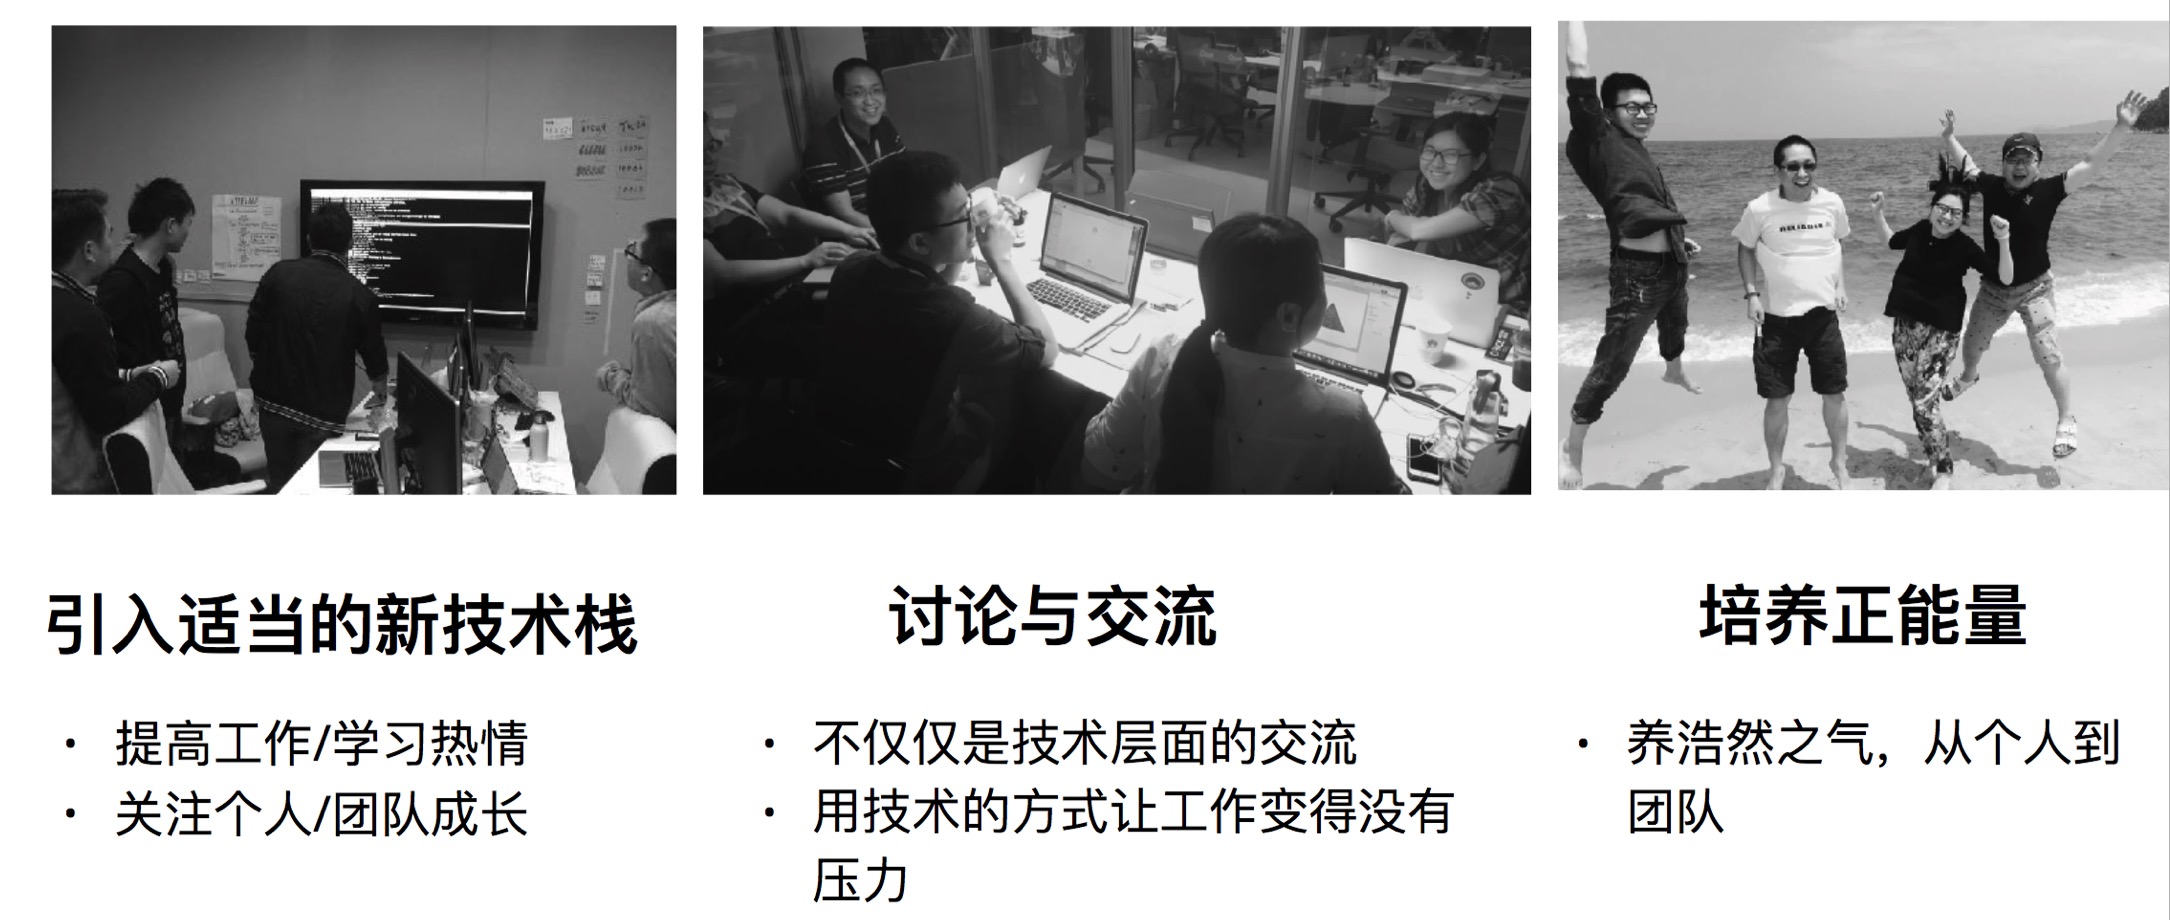 引入适当的新技术栈
• 提高工作/学习热情
• 关注个人/团队成长
讨论与交流
• 不仅仅是技术层面的交流
• 用技术的方式让工作变得没有
压力
培养正能量
• 养浩然之气，从个人到
团队